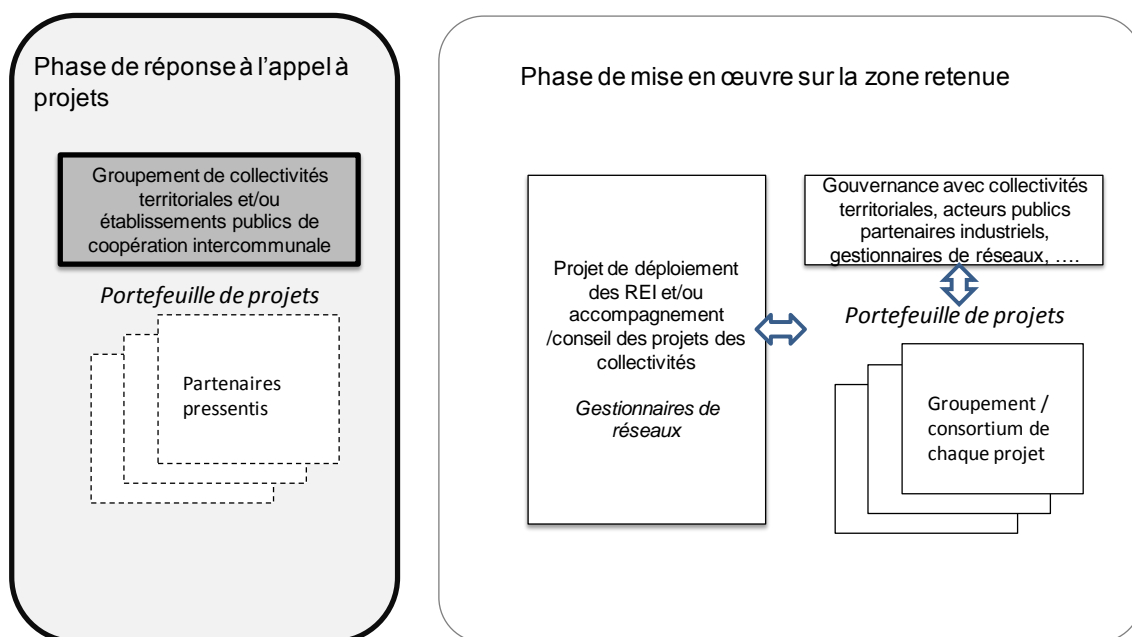 Phase de réponse à l'appel à
projets
Groupement de collectivités
territoriales et/ou
établissements publics de
coopération intercommunale
Portefeuille de projets
Partenaires
pressentis
Phase de mise en œuvre sur la zone retenue
Projet de déploiement
des REI et/ou
accompagnement
/conseil des projets des
collectivités
Gestionnaires de
réseaux
Gouvernance avec collectivités
territoriales, acteurs publics
partenaires industriels,
gestionnaires de réseaux, ….
Portefeuille de projets
Groupement /
consortium de
chaque projet